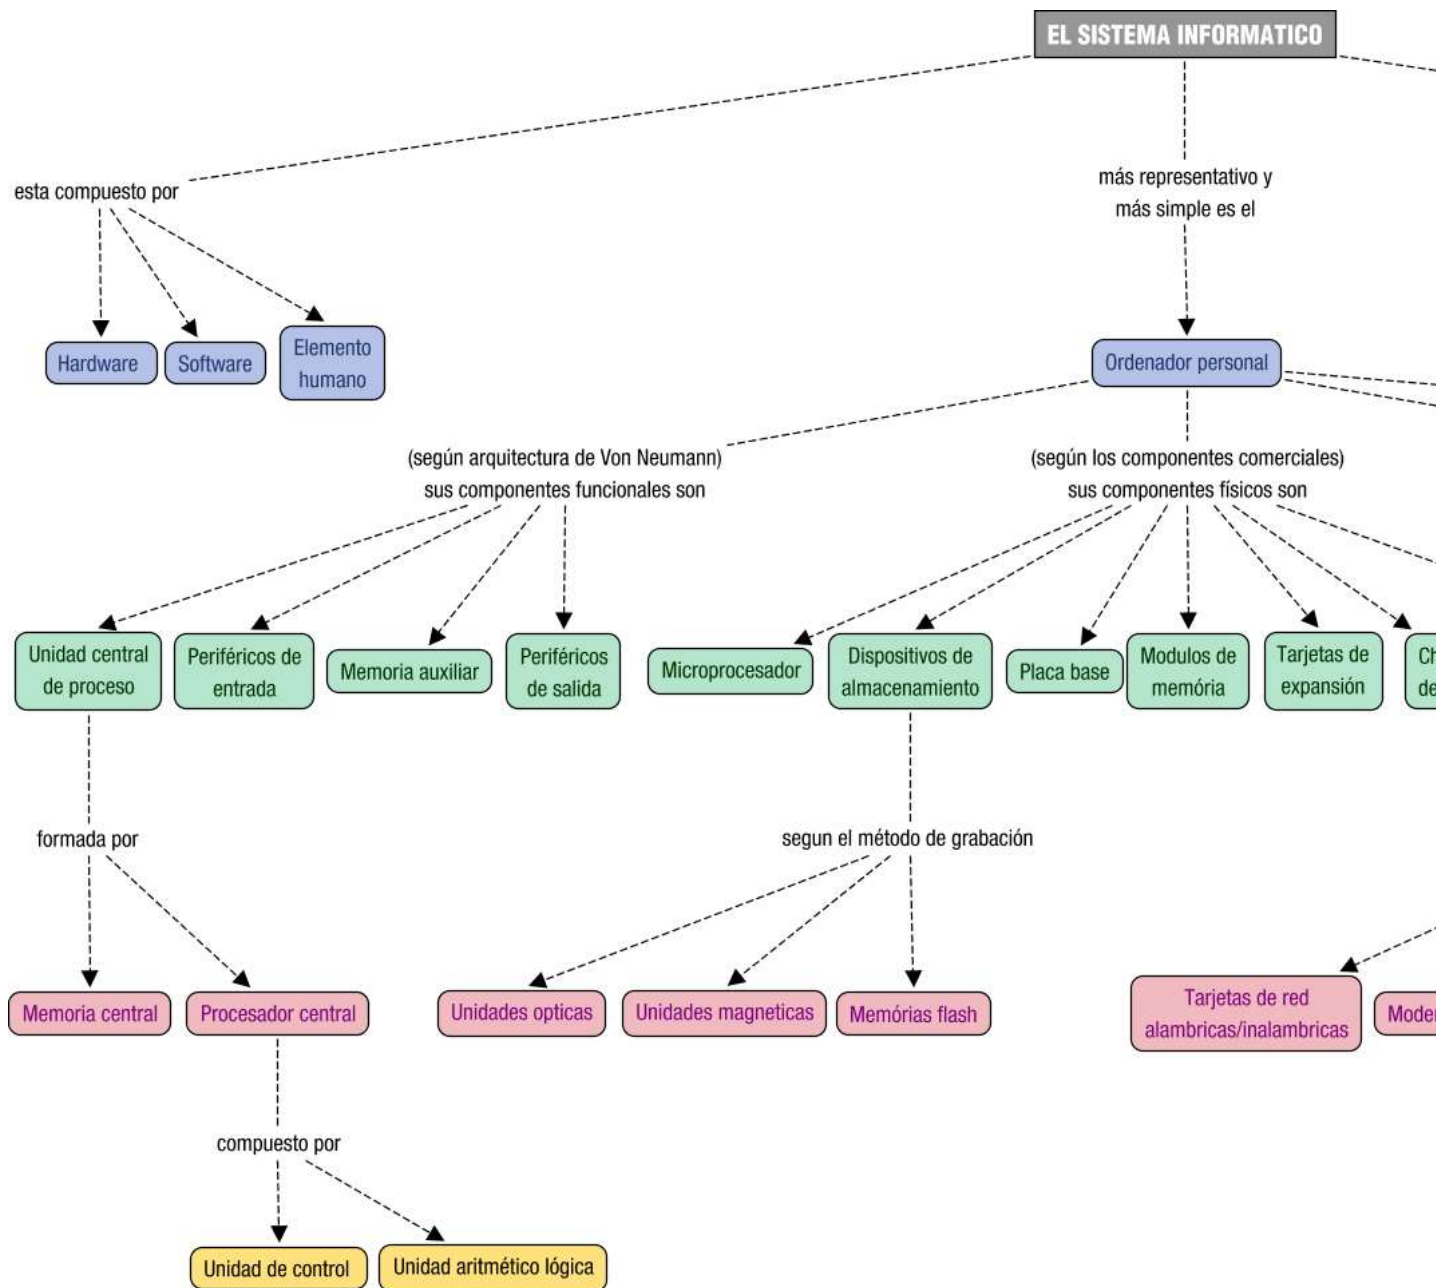 EL SISTEMA INFORMATICO
esta compuesto por
más representativo y
más simple es el
Hardware
Software
Elemento
humano
Ordenador personal
(según arquitectura de Von Neumann)
sus componentes funcionales son
(según los componentes comerciales)
sus componentes físicos son
Unidad central
de proceso
Periféricos de
entrada
Memoria auxiliar
Periféricos
de salida
Microprocesador
Dispositivos de
almacenamiento
Placa base
Modulos de
memória
Tarjetas de
expansión
formada por
segun el método de grabación
Memoria central
Procesador central
Unidades opticas
Unidades magneticas
Memórias flash
Tarjetas de red
alambricas/inalambricas
compuesto por
Unidad de control
Unidad aritmético lógica